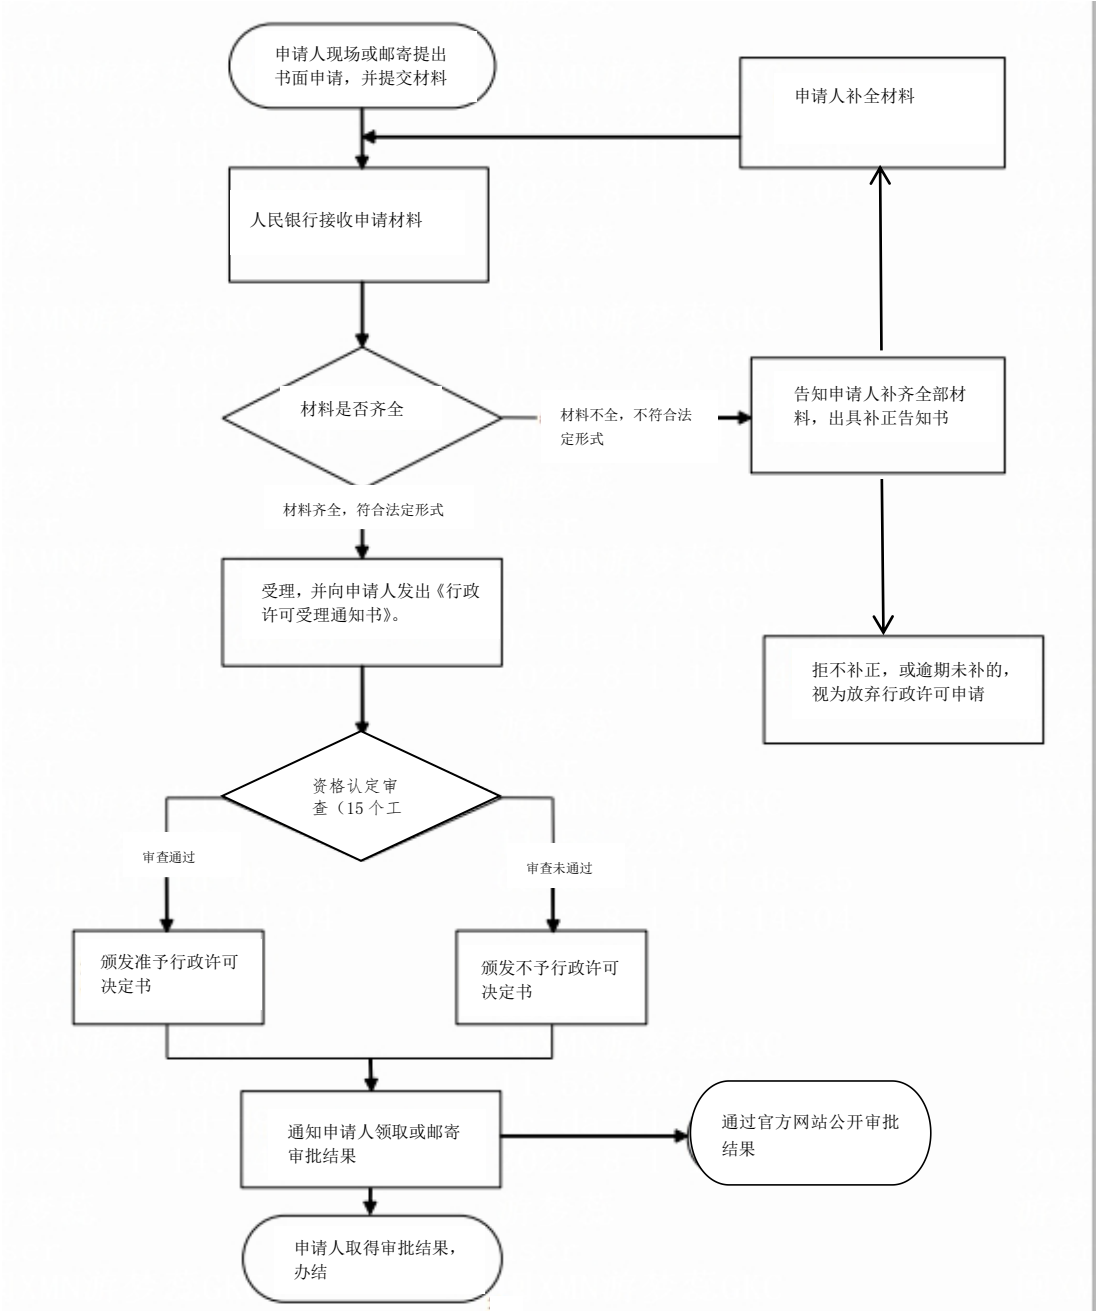 申请人现场或邮寄提出
书面申请，并提交材料
申请人补全材料
人民银行接收申请材料
材料是否齐全
材料不全，不符合法
定形式
告知申请人补齐全部材
料，出具补正告知书
材料齐全，符合法定形式
受理，并向申请人发出《行政
许可受理通知书》。
拒不补正，或逾期未补的，
视为放弃行政许可申请
资格认定审
查（15 个工
审查通过
审查未通过
颁发准予行政许可
决定书
颁发不予行政许可
决定书
通知申请人领取或邮寄
审批结果
通过官方网站公开审批
结果
申请人取得审批结果，
办结